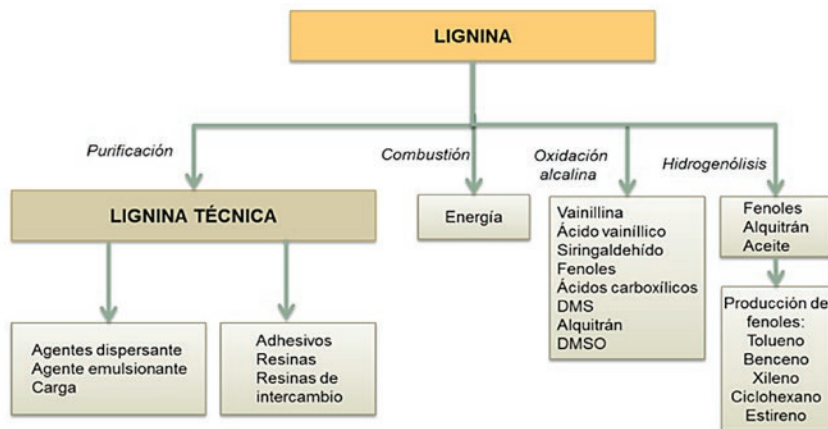 LIGNINA
Purificación
Combustión
Oxidación
alcalina
Hidrogenólisis
LIGNINA TÉCNICA
Energía
Vainillina
Ácido vainíllico
Siringaldehído
Fenoles
Ácidos carboxílicos
DMS
Alquitrán
DMSO
Fenoles
Alquitrán
Aceite
Agentes dispersante
Agente emulsionante
Carga
Adhesivos
Resinas
Resinas de
intercambio
Producción de
fenoles:
Tolueno
Benceno
Xileno
Ciclohexano
Estireno